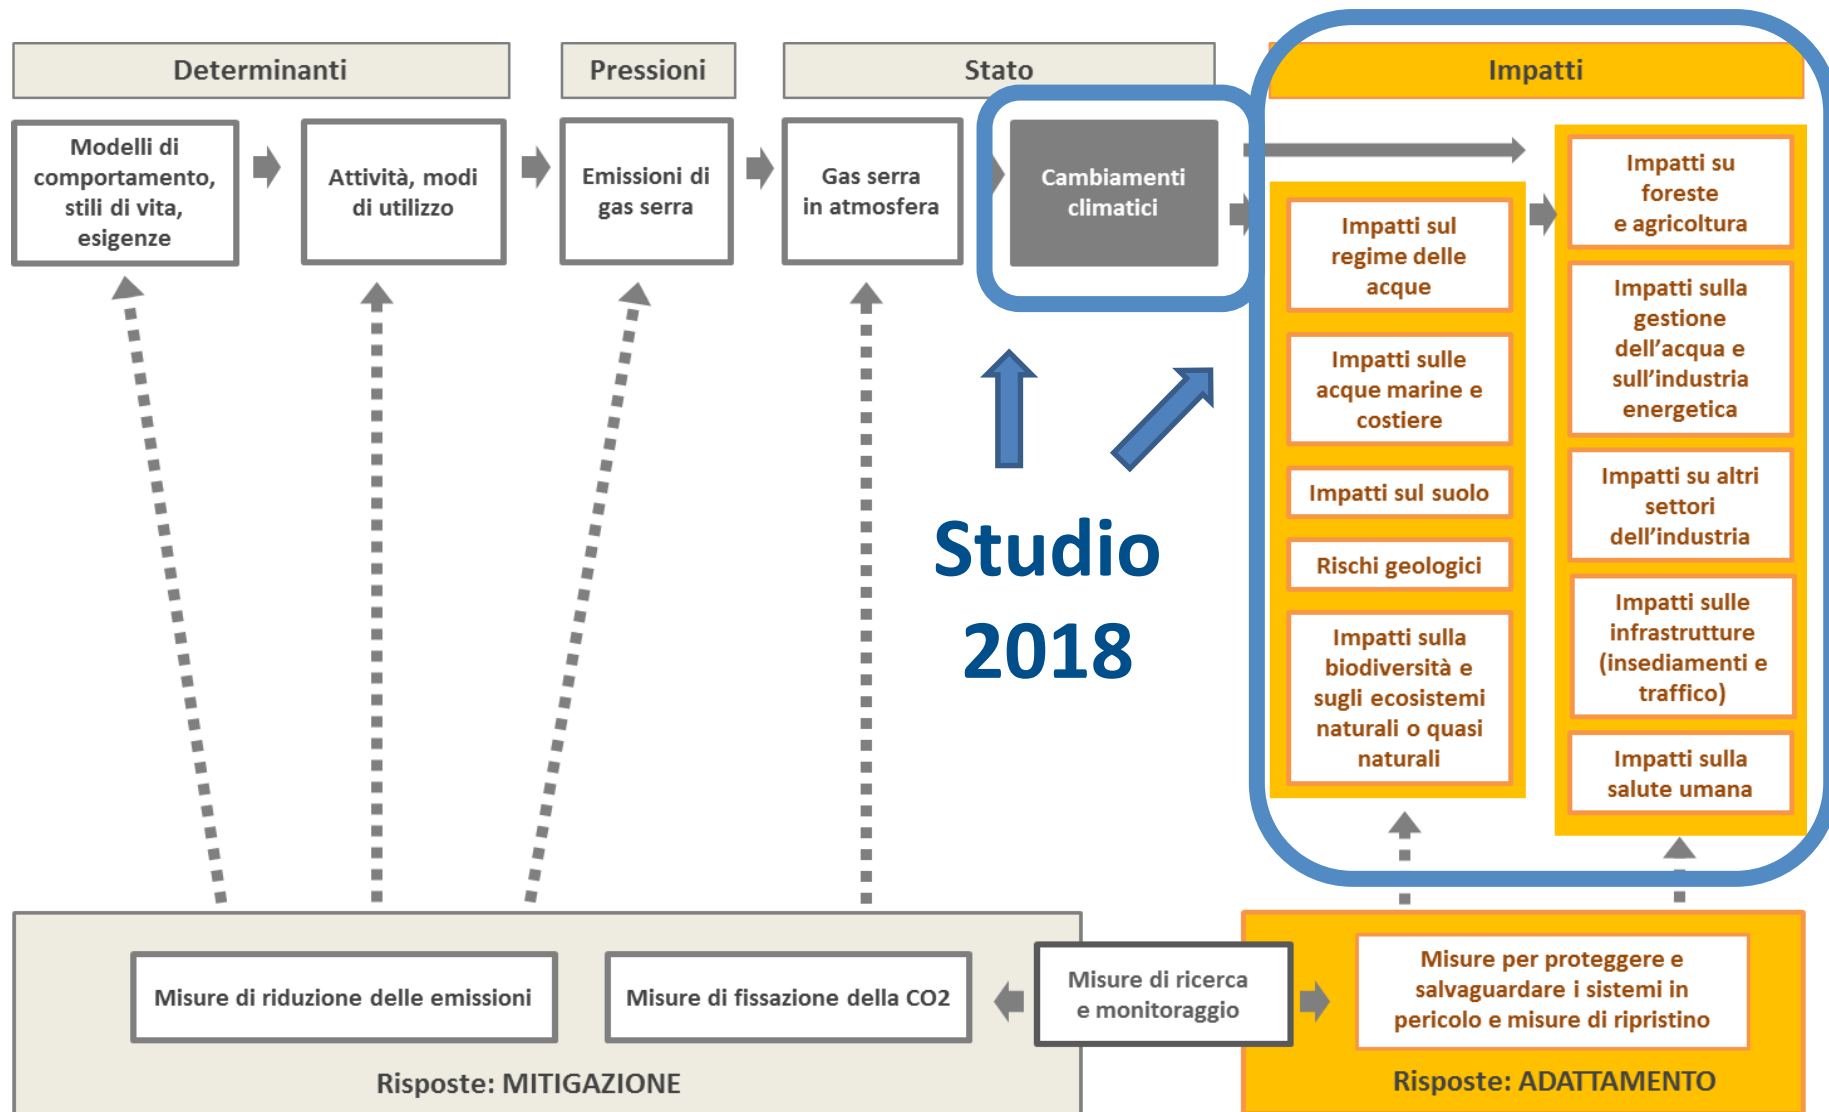 Determinanti
Pressioni
Stato
Impatti
Modelli di
comportamento,
stili di vita,
esigenze
Attività, modi
di utilizzo
Emissioni di
gas serra
Gas serra
in atmosfera
Cambiamenti
climatici
Impatti sul
regime delle
acque
Impatti sulle
acque marine e
costiere
Impatti sul suolo
Rischi geologici
Impatti sulla
biodiversità e
sugli ecosistemi
naturali o quasi
naturali
Impatti su
foreste
e agricoltura
Impatti sulla
gestione
dell’acqua e
sull’industria
energetica
Impatti su altri
settori
dell’industria
Impatti sulle
infrastrutture
(insediamenti e
traffico)
Impatti sulla
salute umana
Studio
2018
Misure di riduzione delle emissioni
Misure di fissazione della CO2
Misure di ricerca
e monitoraggio
Misure per proteggere e
salvaguardare i sistemi in
pericolo e misure di ripristino
Risposte: MITIGAZIONE
Risposte: ADATTAMENTO